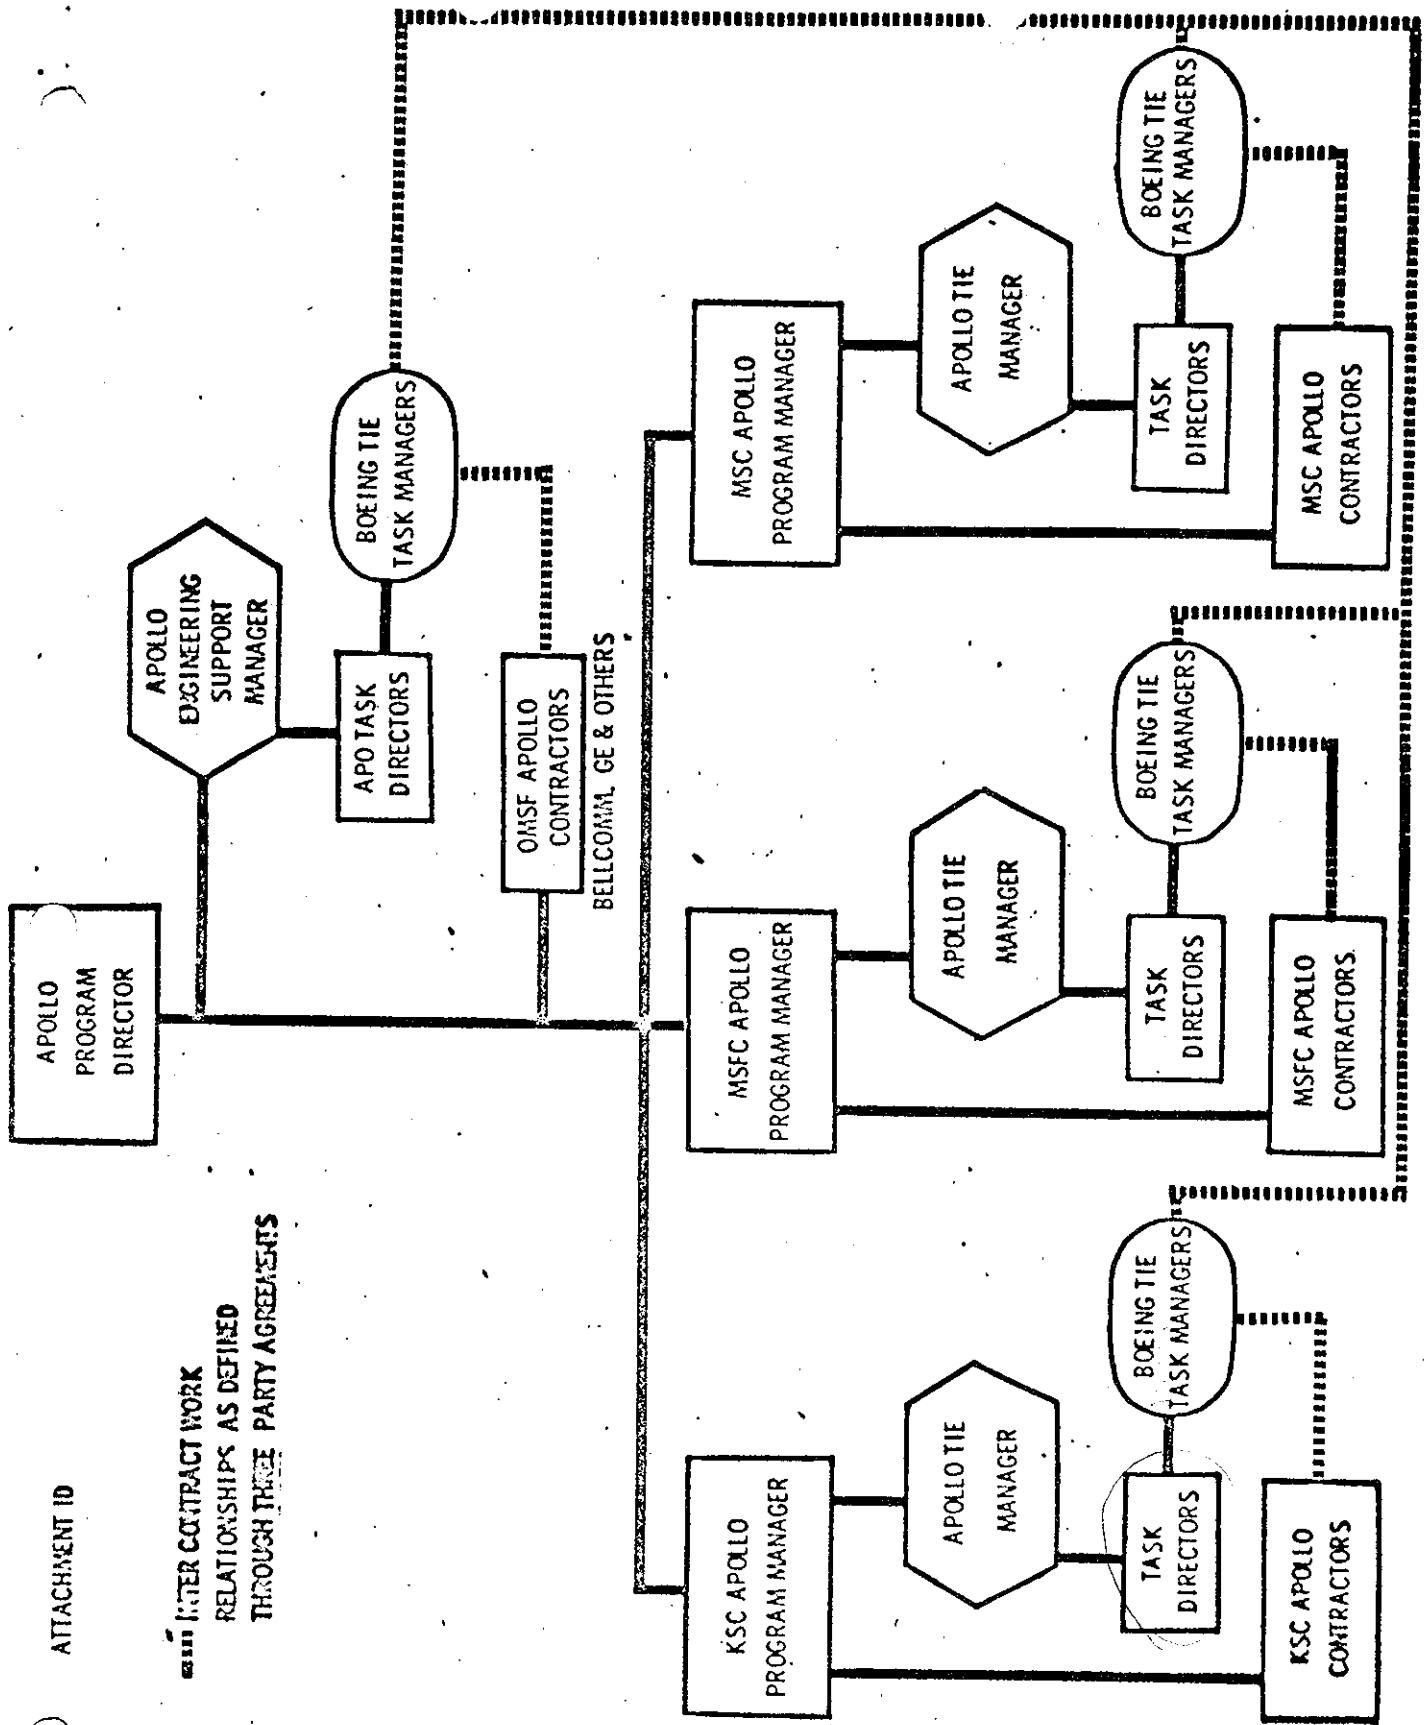 ATTACHMENT ID
INTER CONTRACT WORK
RELATIONSHIPS AS DEFINED
THROUGH THREE PARTY AGREEMENTS
APOLLO
PROGRAM
DIRECTOR
APOLLO
ENGINEERING
SUPPORT
MANAGER
APO TASK
DIRECTORS
BOEING TIE
TASK MANAGERS
OMSF APOLLO
CONTRACTORS
BELLCOMM, GE & OTHERS
KSC APOLLO
PROGRAM MANAGER
APOLLO TIE
MANAGER
TASK
DIRECTORS
BOEING TIE
TASK MANAGERS
KSC APOLLO
CONTRACTORS
MSFC APOLLO
PROGRAM MANAGER
APOLLO TIE
MANAGER
TASK
DIRECTORS
BOEING TIE
TASK MANAGERS
MSFC APOLLO
CONTRACTORS.
MSC APOLLO
PROGRAM MANAGER
APOLLO TIE
MANAGER
TASK
DIRECTORS
BOEING TIE
TASK MANAGERS
MSC APOLLO
CONTRACTORS